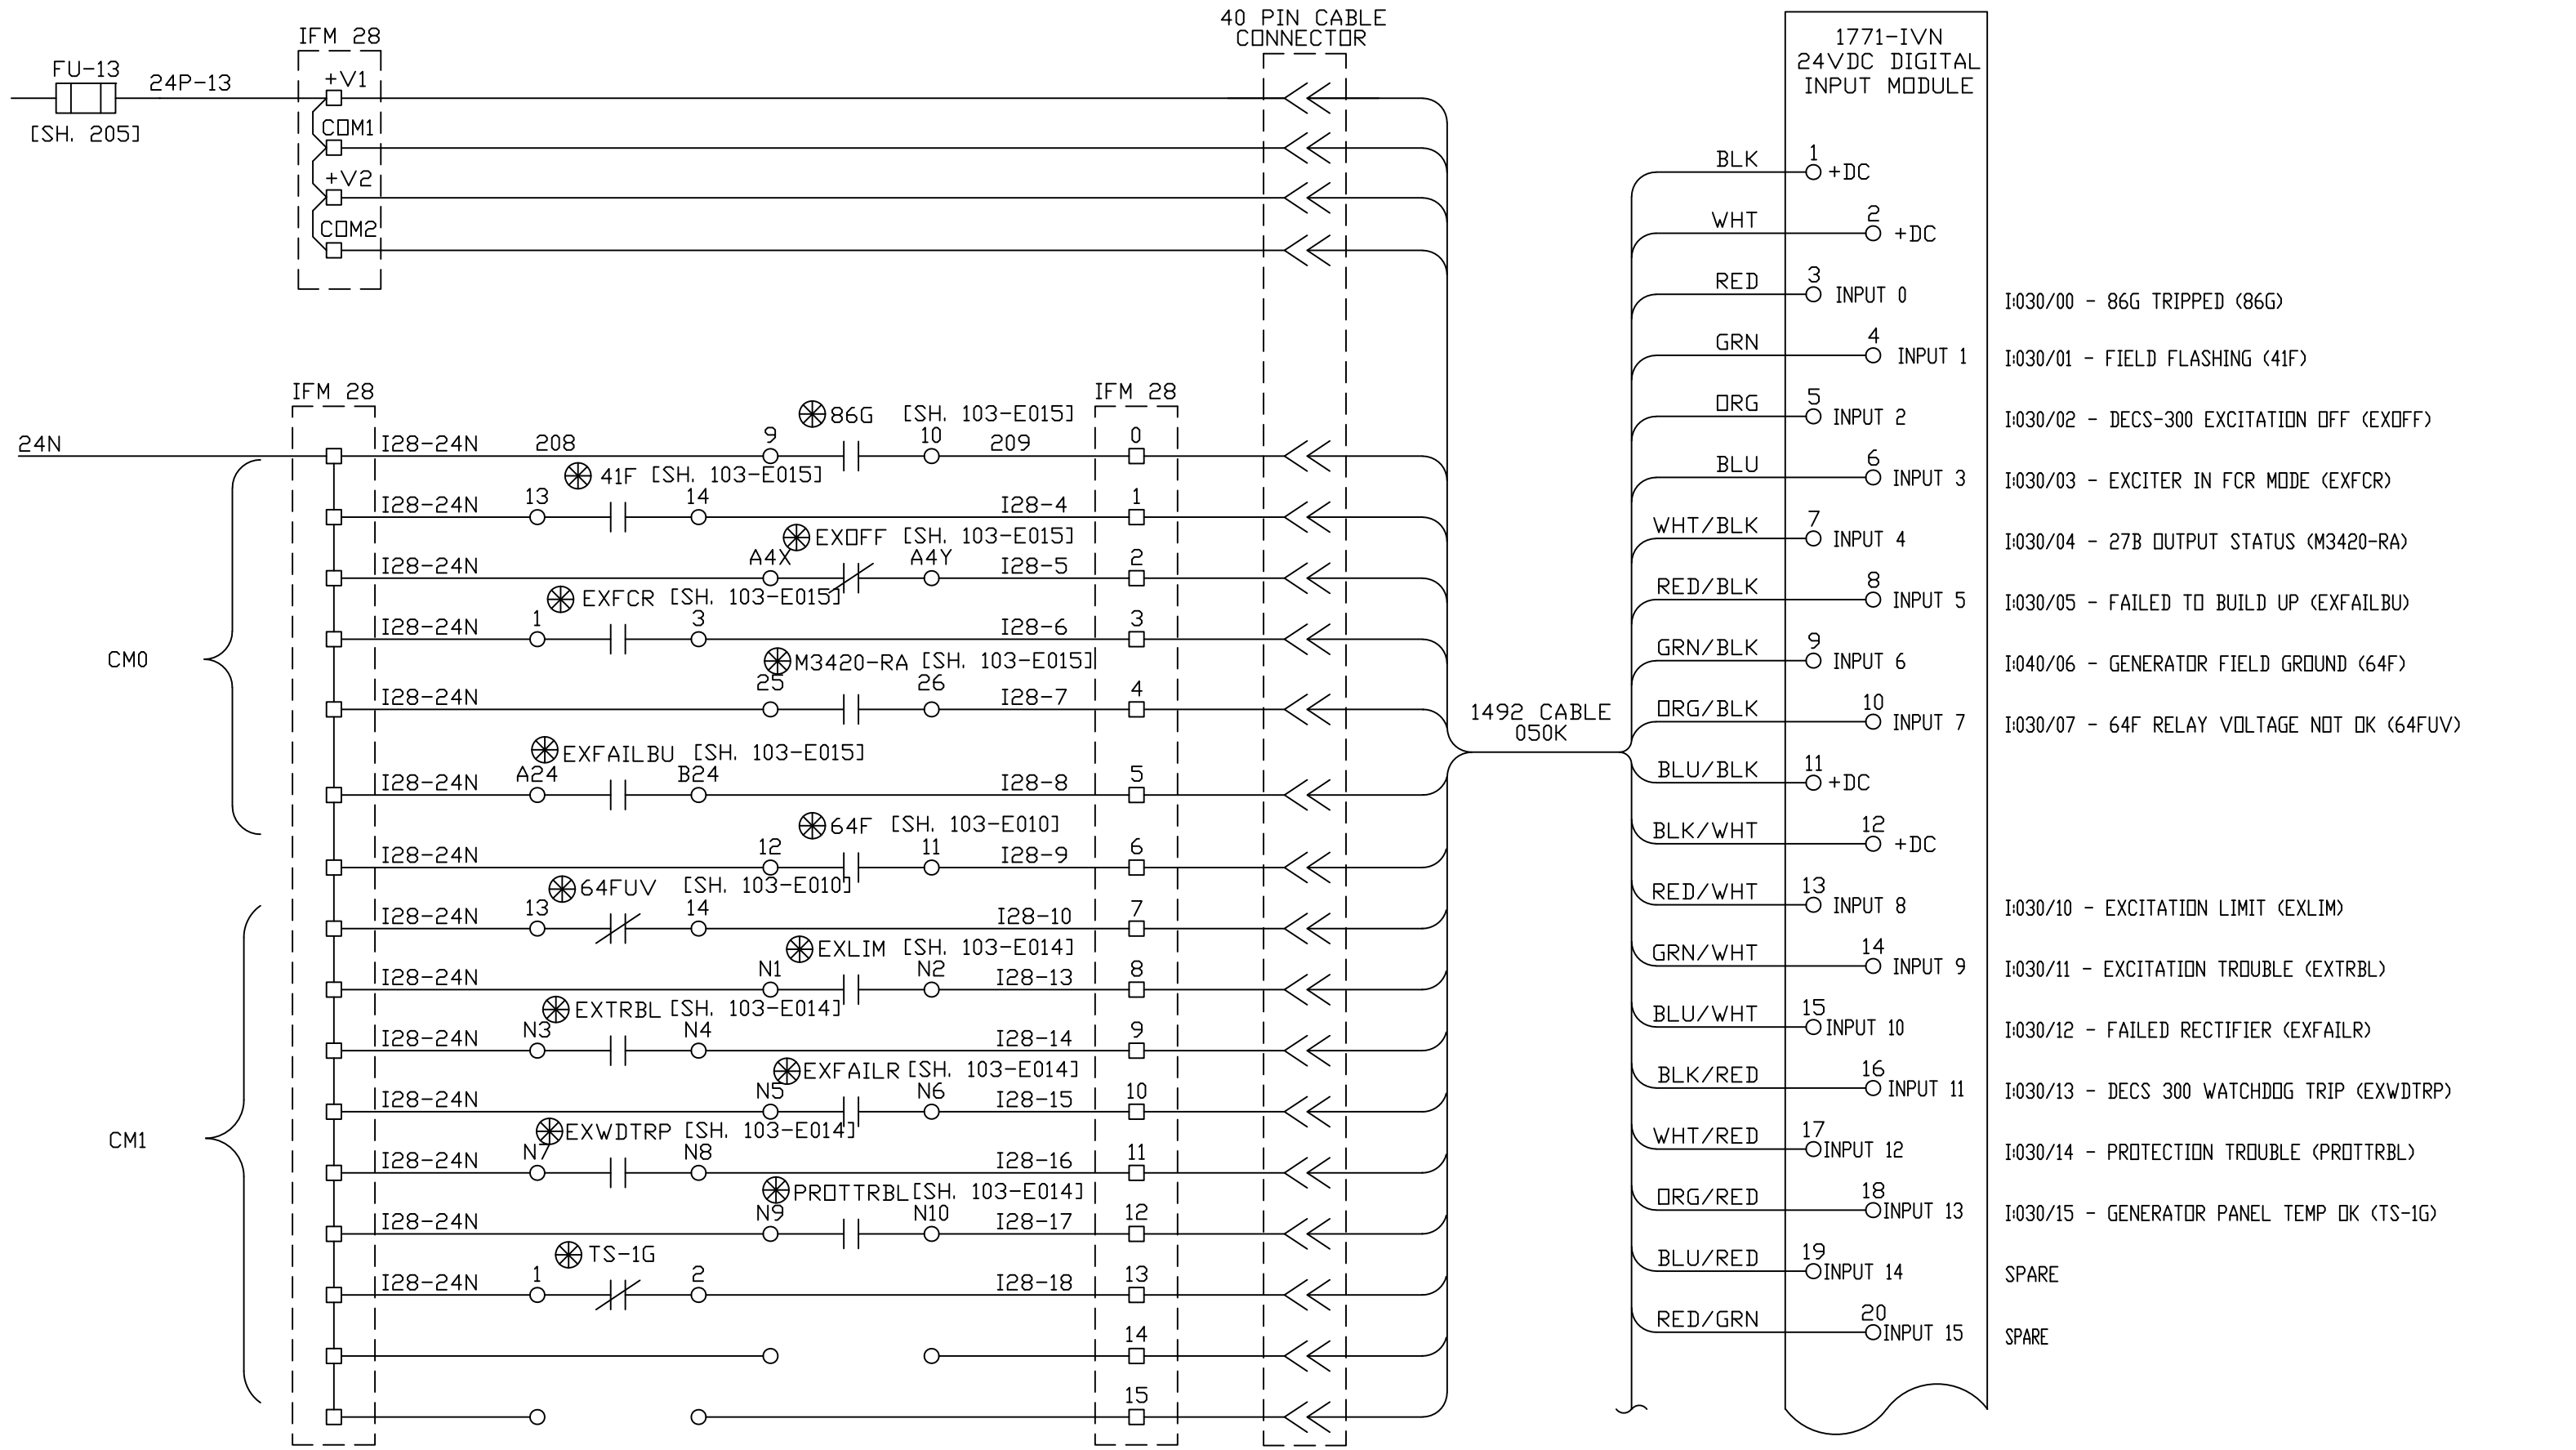 40 PIN CABLE
CONNECTOR
IFM 28
FU-13
24P-13
[SH. 205]
+V1
COM1
+V2
COM2
1771-IVN
24VDC DIGITAL
INPUT MODULE
BLK 1 +DC
WHT 2 +DC
RED 3 INPUT 0 I:030/00 - 86G TRIPPED (86G)
GRN 4 INPUT 1 I:030/01 - FIELD FLASHING (41F)
ORG 5 INPUT 2 I:030/02 - DECS-300 EXCITATION OFF (EXOFF)
BLU 6 INPUT 3 I:030/03 - EXCITER IN FCR MODE (EXFCR)
WHT/BLK 7 INPUT 4 I:030/04 - 27B OUTPUT STATUS (M3420-RA)
RED/BLK 8 INPUT 5 I:030/05 - FAILED TO BUILD UP (EXFAILBU)
GRN/BLK 9 INPUT 6 I:040/06 - GENERATOR FIELD GROUND (64F)
ORG/BLK 10 INPUT 7 I:030/07 - 64F RELAY VOLTAGE NOT OK (64FUV)
BLU/BLK 11 +DC
BLK/WHT 12 +DC
RED/WHT 13 INPUT 8 I:030/10 - EXCITATION LIMIT (EXLIM)
GRN/WHT 14 INPUT 9 I:030/11 - EXCITATION TROUBLE (EXTRBL)
BLU/WHT 15 INPUT 10 I:030/12 - FAILED RECTIFIER (EXFAILR)
BLK/RED 16 INPUT 11 I:030/13 - DECS 300 WATCHDOG TRIP (EXWDTRP)
WHT/RED 17 INPUT 12 I:030/14 - PROTECTION TROUBLE (PROTTRBL)
ORG/RED 18 INPUT 13 I:030/15 - GENERATOR PANEL TEMP OK (TS-1G)
BLU/RED 19 INPUT 14 SPARE
RED/GRN 20 INPUT 15 SPARE
1492 CABLE
050K
IFM 28
IFM 28
24N
CM0
CM1
86G [SH. 103-E015]
I28-24N 208 9 10 209 0
41F [SH. 103-E015]
I28-24N 13 14 I28-4 1
EXOFF [SH. 103-E015]
I28-24N A4X A4Y I28-5 2
EXFCR [SH. 103-E015]
I28-24N 1 3 I28-6 3
M3420-RA [SH. 103-E015]
I28-24N 25 26 I28-7 4
EXFAILBU [SH. 103-E015]
I28-24N A24 B24 I28-8 5
64F [SH. 103-E010]
I28-24N 12 11 I28-9 6
64FUV [SH. 103-E010]
I28-24N 13 14 I28-10 7
EXLIM [SH. 103-E014]
I28-24N N1 N2 I28-13 8
EXTRBL [SH. 103-E014]
I28-24N N3 N4 I28-14 9
EXFAILR [SH. 103-E014]
I28-24N N5 N6 I28-15 10
EXWDTRP [SH. 103-E014]
I28-24N N7 N8 I28-16 11
PROTTRBL [SH. 103-E014]
I28-24N N9 N10 I28-17 12
TS-1G
I28-24N 1 2 I28-18 13
14
15